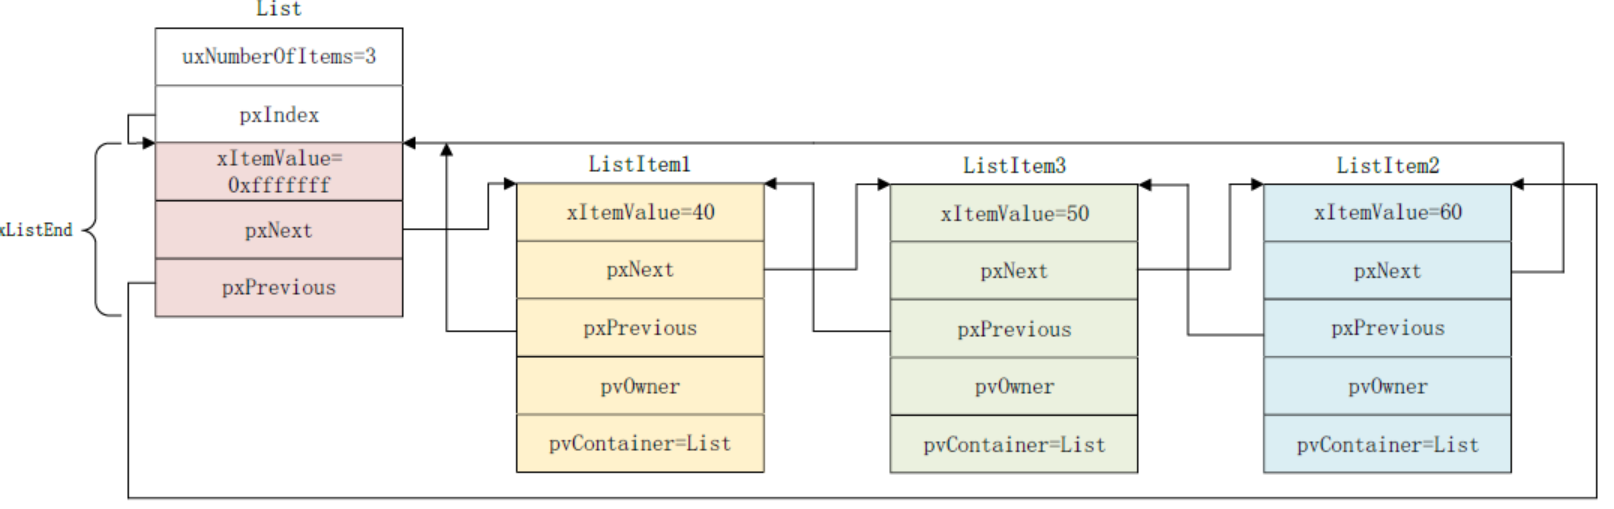 List
uxNumberOfItems=3
pxIndex
xItemValue=
0xfffffff
pxNext
pxPrevious
xListEnd
ListItem1
xItemValue=40
pxNext
pxPrevious
pvOwner
pvContainer=List
ListItem3
xItemValue=50
pxNext
pxPrevious
pvOwner
pvContainer=List
ListItem2
xItemValue=60
pxNext
pxPrevious
pvOwner
pvContainer=List